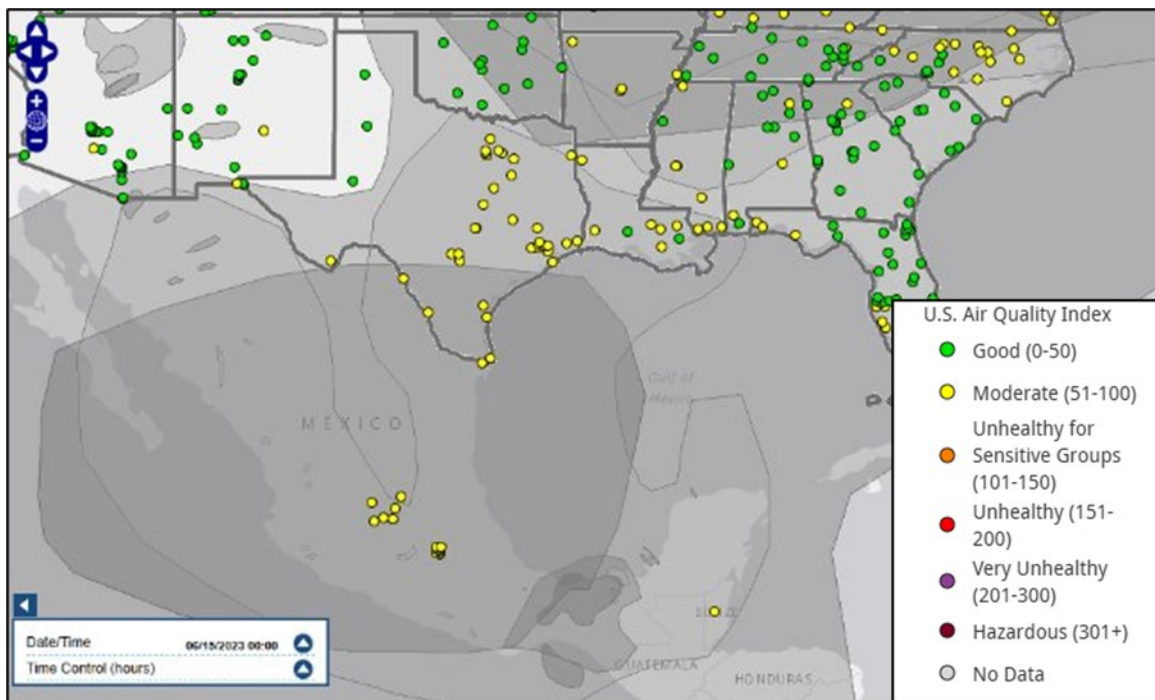 Gulf of
Mexico
MÉXICO
GUATEMALA
HONDURAS
U.S. Air Quality Index
Good (0-50)
Moderate (51-100)
Unhealthy for
Sensitive Groups
(101-150)
Unhealthy (151-
200)
Very Unhealthy
(201-300)
Hazardous (301+)
No Data
Date/Time 06/15/2023 00:00
Time Control (hours)